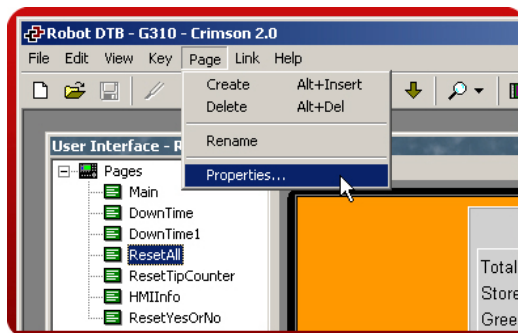 Robot DTB - G310 - Crimson 2.0
File Edit View Key Page Link Help
Create Alt+Insert
Delete Alt+Del
Rename
Properties...
User Interface - R
Pages
Main
DownTime
DownTime1
ResetAll
ResetTipCounter
HMIInfo
ResetYesOrNo
Total
Store
Gree